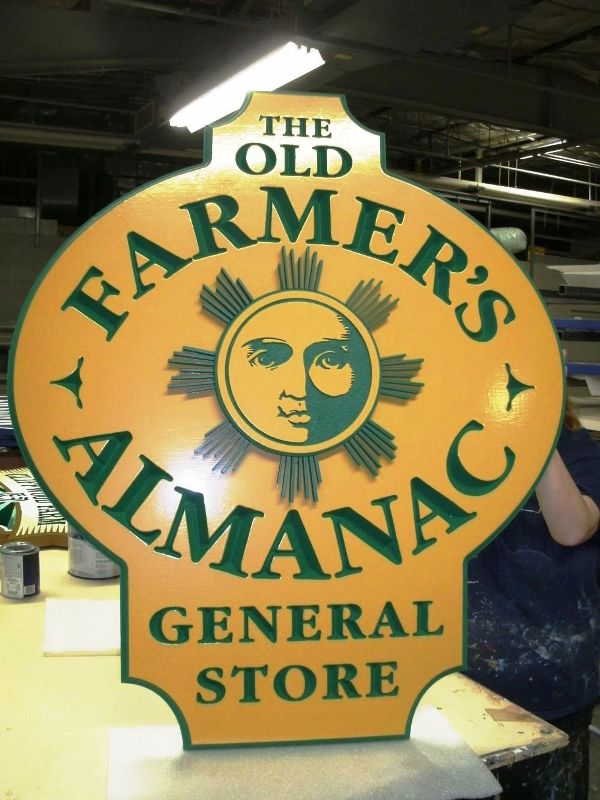 THE
OLD
FARMER'S
ALMANAC
GENERAL
STORE